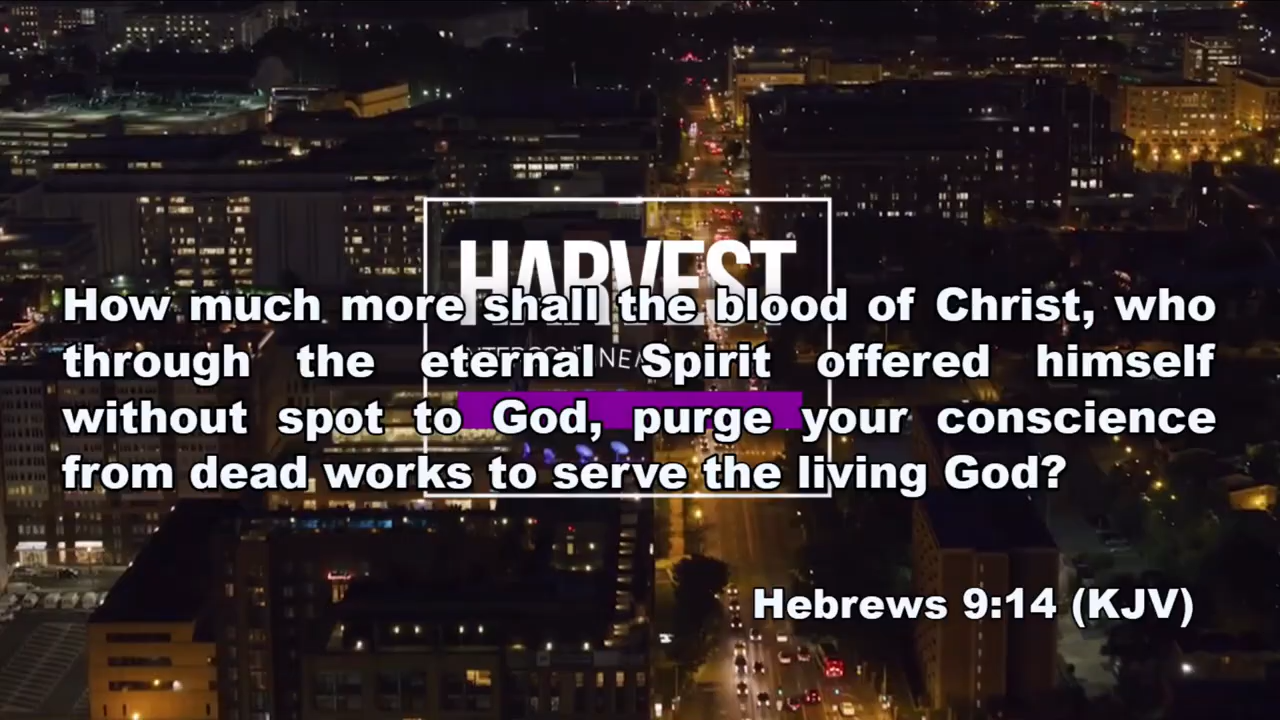 HARVEST
How much more shall the blood of Christ, who
through the eternal Spirit offered himself
without spot to God, purge your conscience
from dead works to serve the living God?
Hebrews 9:14 (KJV)